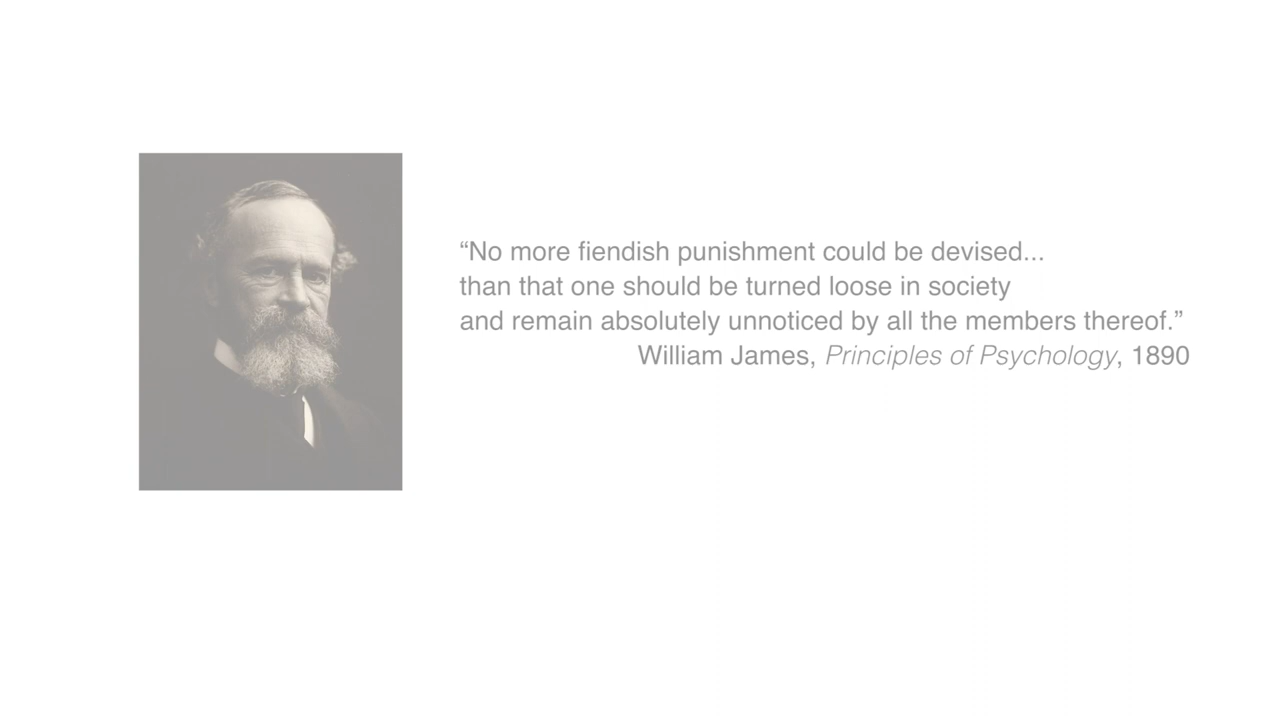 “No more fiendish punishment could be devised...
than that one should be turned loose in society
and remain absolutely unnoticed by all the members thereof.”
William James, Principles of Psychology, 1890